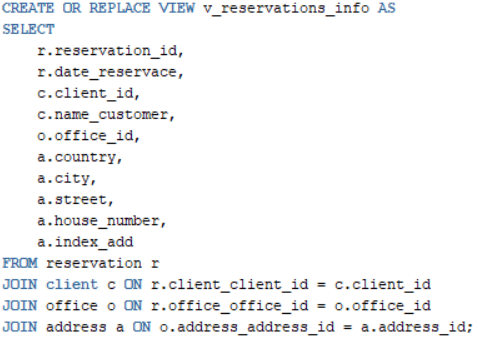 CREATE OR REPLACE VIEW v_reservations_info AS
SELECT
    r.reservation_id,
    r.date_reservace,
    c.client_id,
    c.name_customer,
    o.office_id,
    a.country,
    a.city,
    a.street,
    a.house_number,
    a.index_add
FROM reservation r
JOIN client c ON r.client_client_id = c.client_id
JOIN office o ON r.office_office_id = o.office_id
JOIN address a ON o.address_address_id = a.address_id;